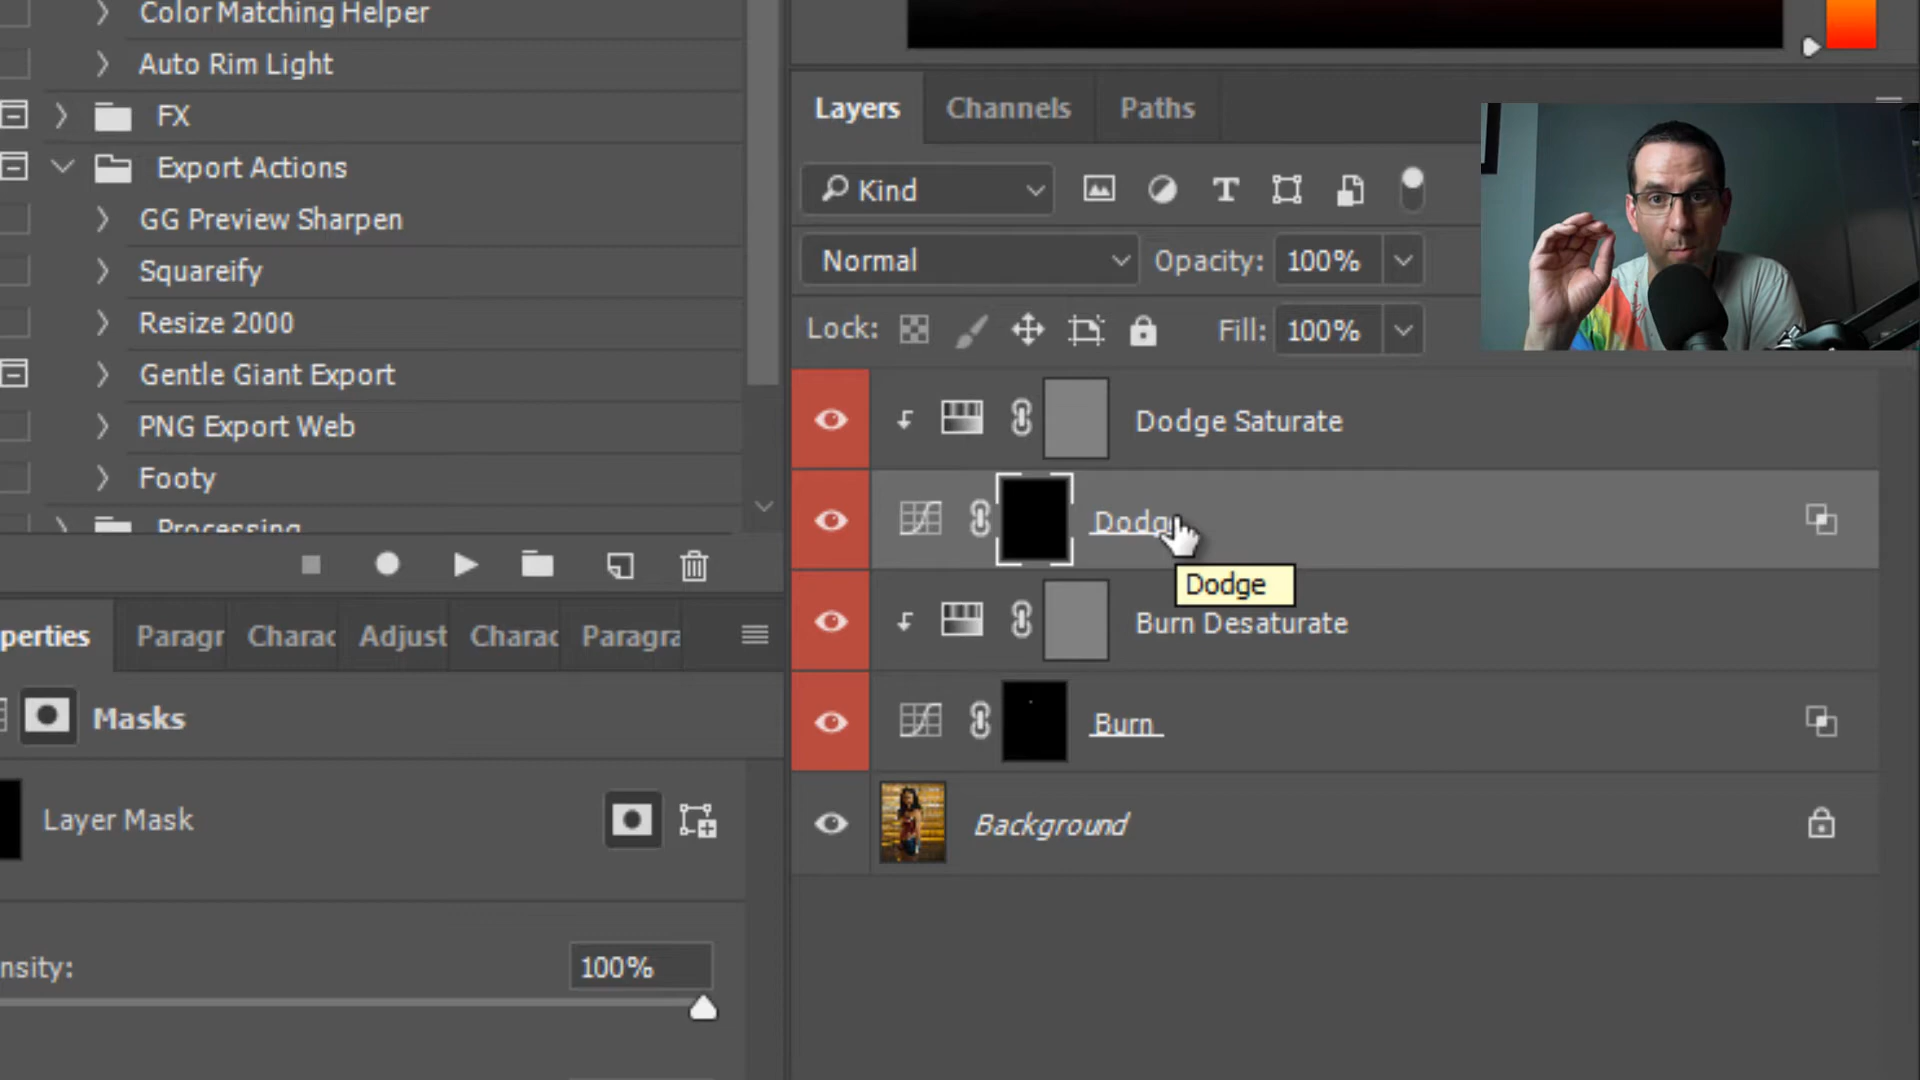 Color Matching Helper
Auto Rim Light
FX
Export Actions
GG Preview Sharpen
Squareify
Resize 2000
Gentle Giant Export
PNG Export Web
Footy
Processing
perties
Paragr
Charac
Adjust
Charac
Paragra
Masks
Layer Mask
nsity:
100%
Layers
Channels
Paths
Kind
Normal
Opacity:
100%
Lock:
Fill:
100%
Dodge Saturate
Dodge
Dodge
Burn Desaturate
Burn
Background